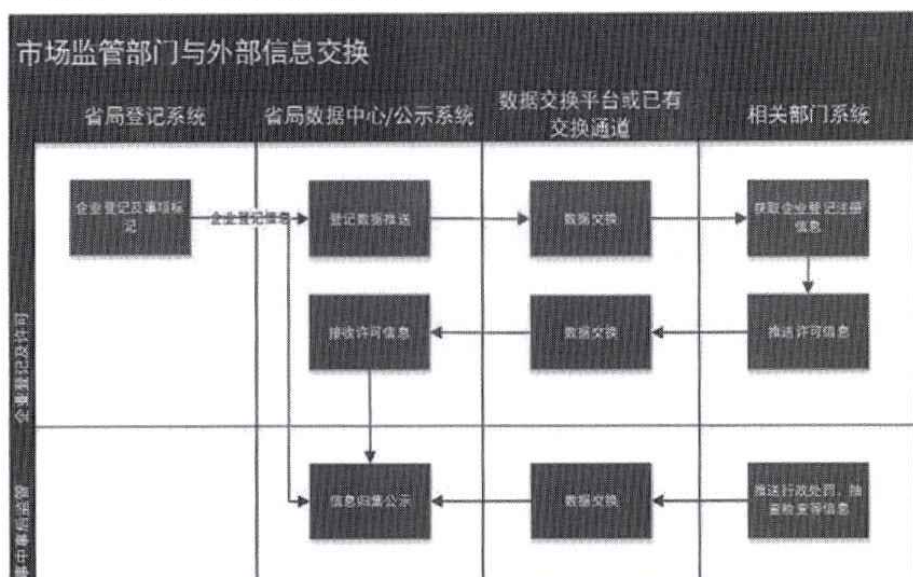 市场监管部门与外部信息交换
省局登记系统
省局数据中心/公示系统
数据交换平台或已有
交换通道
相关部门系统
企业登记及许可
企业登记及事项标
记
企业登记信息
登记数据推送
数据交换
获取企业登记注册
信息
接收许可信息
数据交换
推送许可信息
事中事后监管
信息归集公示
数据交换
推送行政处罚、抽
查检查等信息